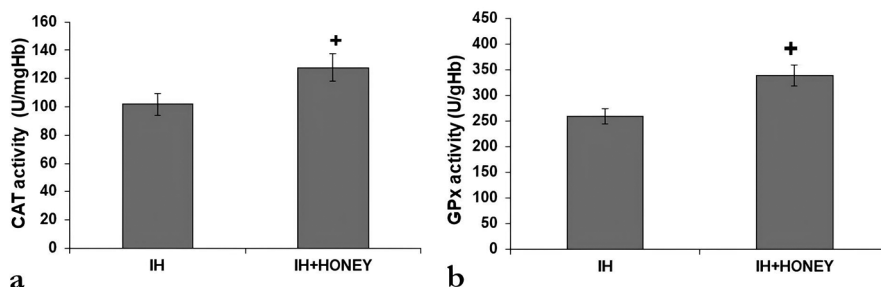 CAT activity (U/mgHb)
160
140
120
100
80
60
40
20
0
+
IH
IH+HONEY
a
GPx activity (U/gHb)
450
400
350
300
250
200
150
100
50
0
+
IH
IH+HONEY
b